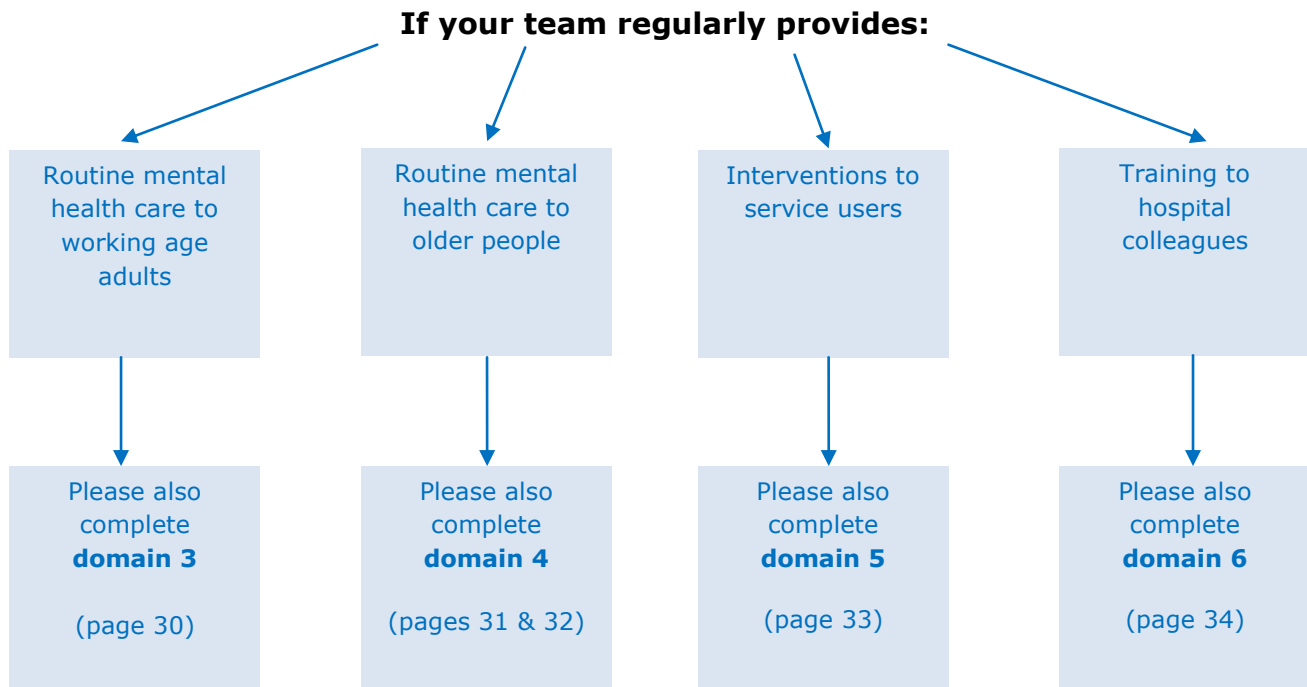 If your team regularly provides:
Routine mental
health care to
working age
adults
Routine mental
health care to
older people
Interventions to
service users
Training to
hospital
colleagues
Please also
complete
domain 3
(page 30)
Please also
complete
domain 4
(pages 31 & 32)
Please also
complete
domain 5
(page 33)
Please also
complete
domain 6
(page 34)